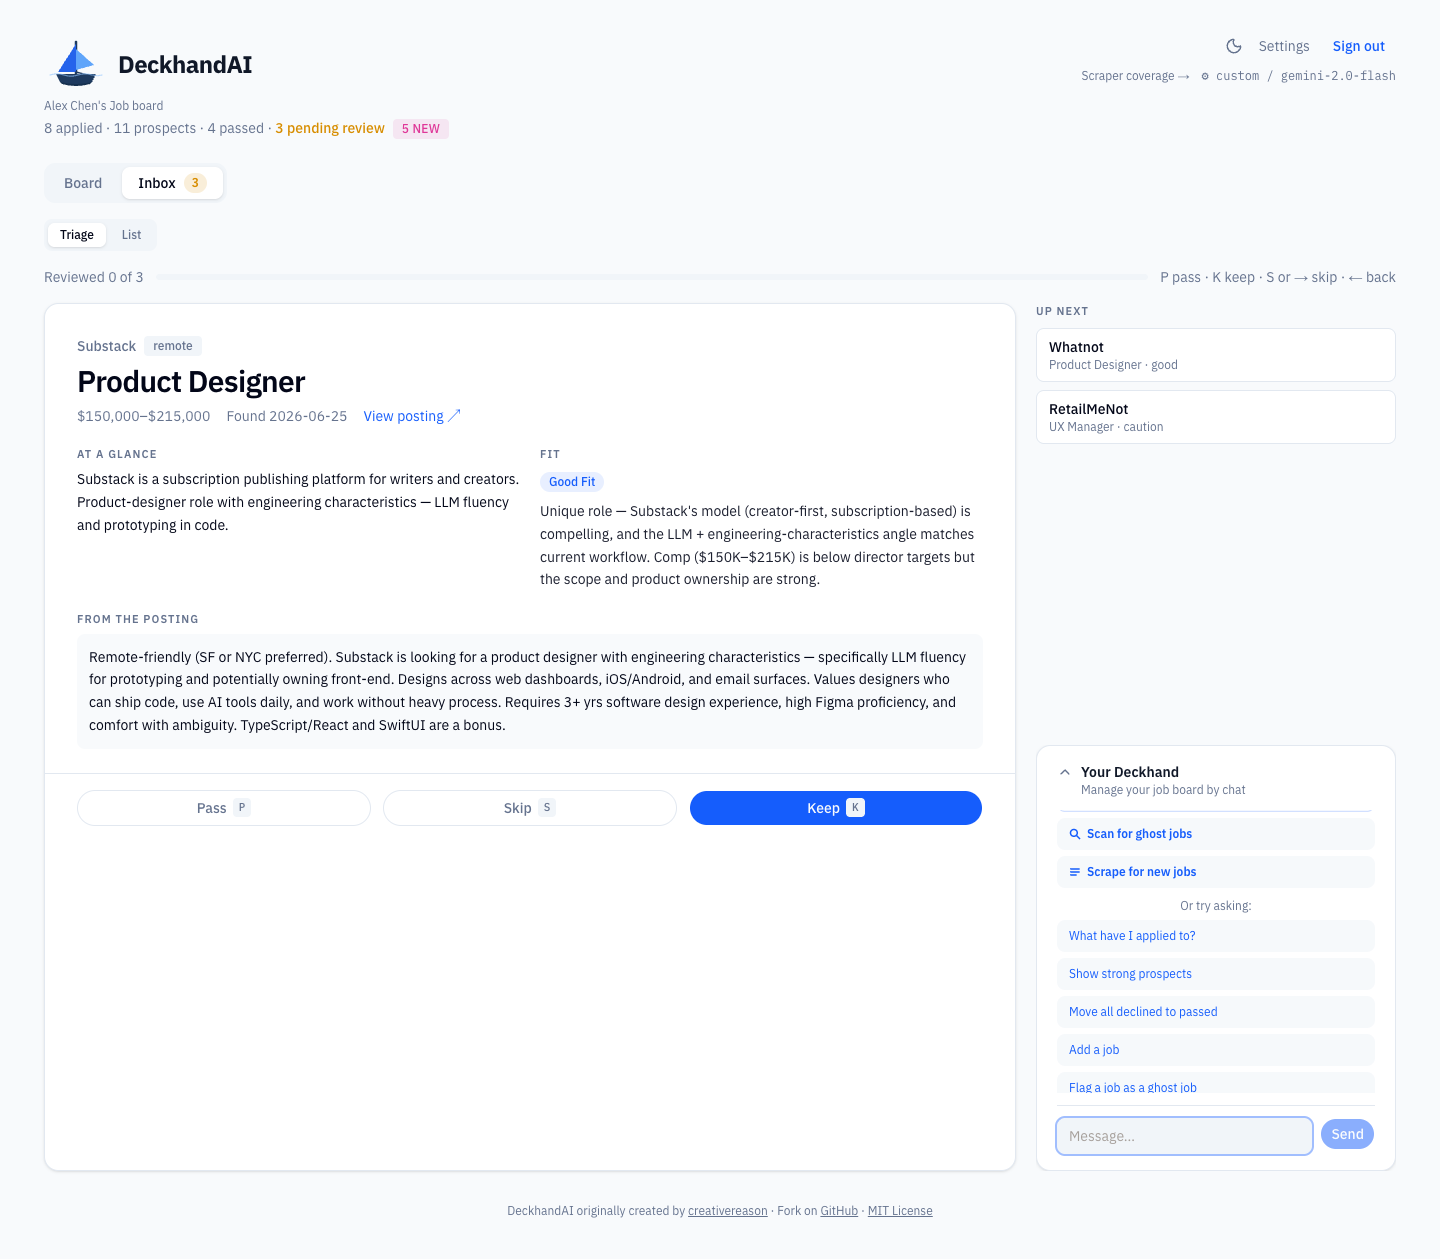 DeckhandAI
Settings
Sign out
Scraper coverage → ⚙ custom / gemini-2.0-flash
Alex Chen's Job board
8 applied · 11 prospects · 4 passed · 3 pending review 5 NEW
Board
Inbox 3
Triage
List
Reviewed 0 of 3
P pass · K keep · S or → skip · ← back
Substack remote
Product Designer
$150,000–$215,000 Found 2026-06-25 View posting ↗
AT A GLANCE
Substack is a subscription publishing platform for writers and creators.
Product-designer role with engineering characteristics — LLM fluency
and prototyping in code.
FIT
Good Fit
Unique role — Substack's model (creator-first, subscription-based) is
compelling, and the LLM + engineering-characteristics angle matches
current workflow. Comp ($150K–$215K) is below director targets but
the scope and product ownership are strong.
FROM THE POSTING
Remote-friendly (SF or NYC preferred). Substack is looking for a product designer with engineering characteristics — specifically LLM fluency
for prototyping and potentially owning front-end. Designs across web dashboards, iOS/Android, and email surfaces. Values designers who
can ship code, use AI tools daily, and work without heavy process. Requires 3+ yrs software design experience, high Figma proficiency, and
comfort with ambiguity. TypeScript/React and SwiftUI are a bonus.
Pass P
Skip S
Keep K
UP NEXT
Whatnot
Product Designer · good
RetailMeNot
UX Manager · caution
Your Deckhand
Manage your job board by chat
Scan for ghost jobs
Scrape for new jobs
Or try asking:
What have I applied to?
Show strong prospects
Move all declined to passed
Add a job
Flag a job as a ghost job
Message...
Send
DeckhandAI originally created by creativereason · Fork on GitHub · MIT License